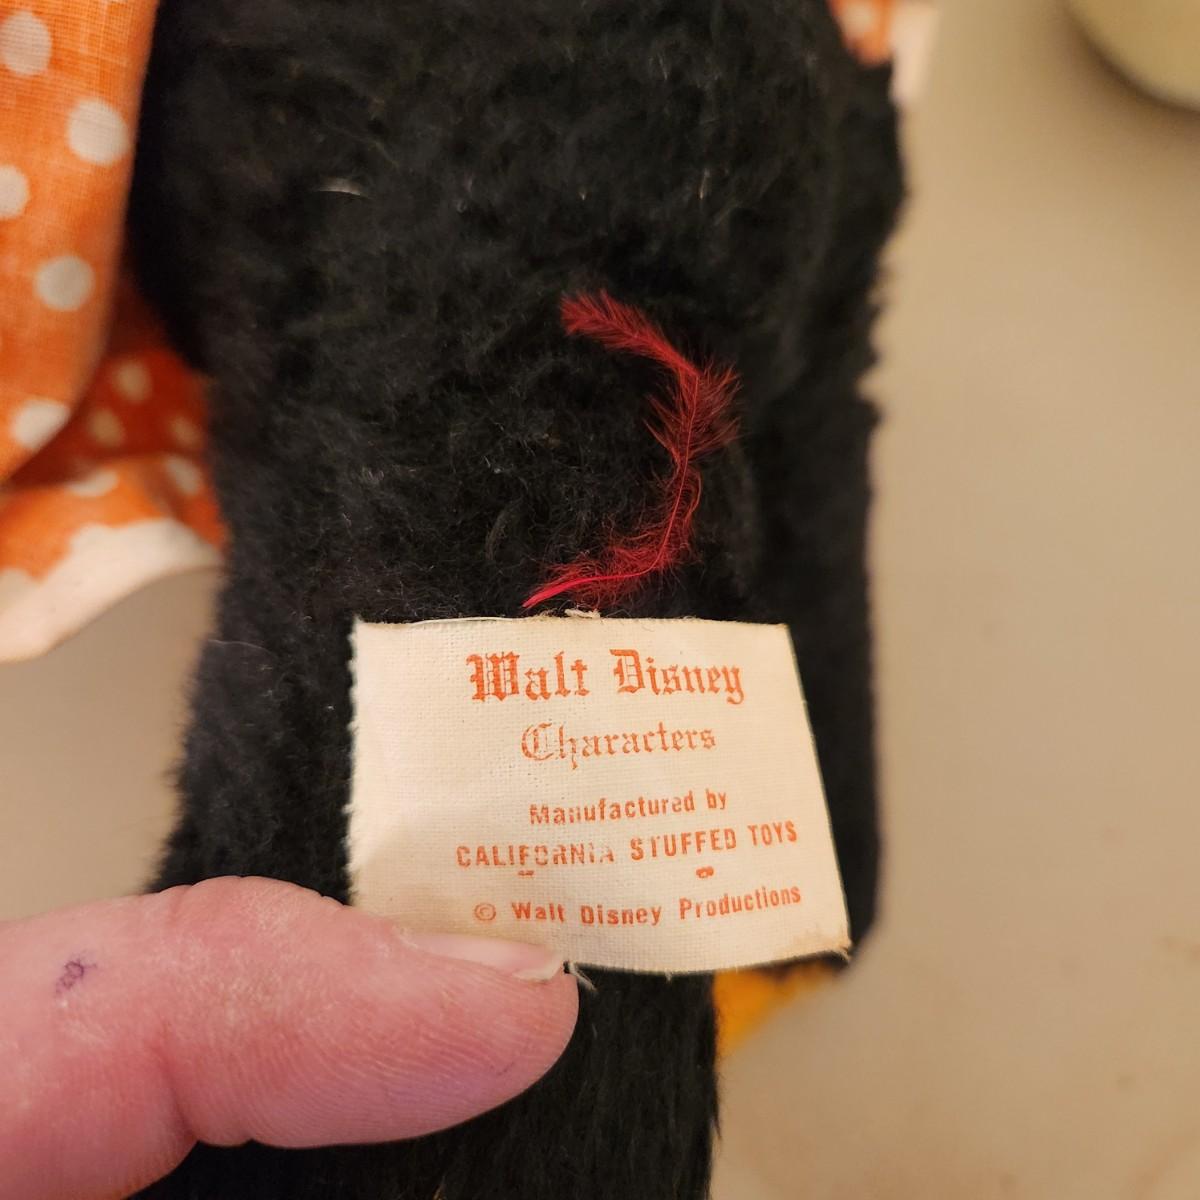 Walt Disney
Characters
Manufactured by
CALIFORNIA STUFFED TOYS
© Walt Disney Productions